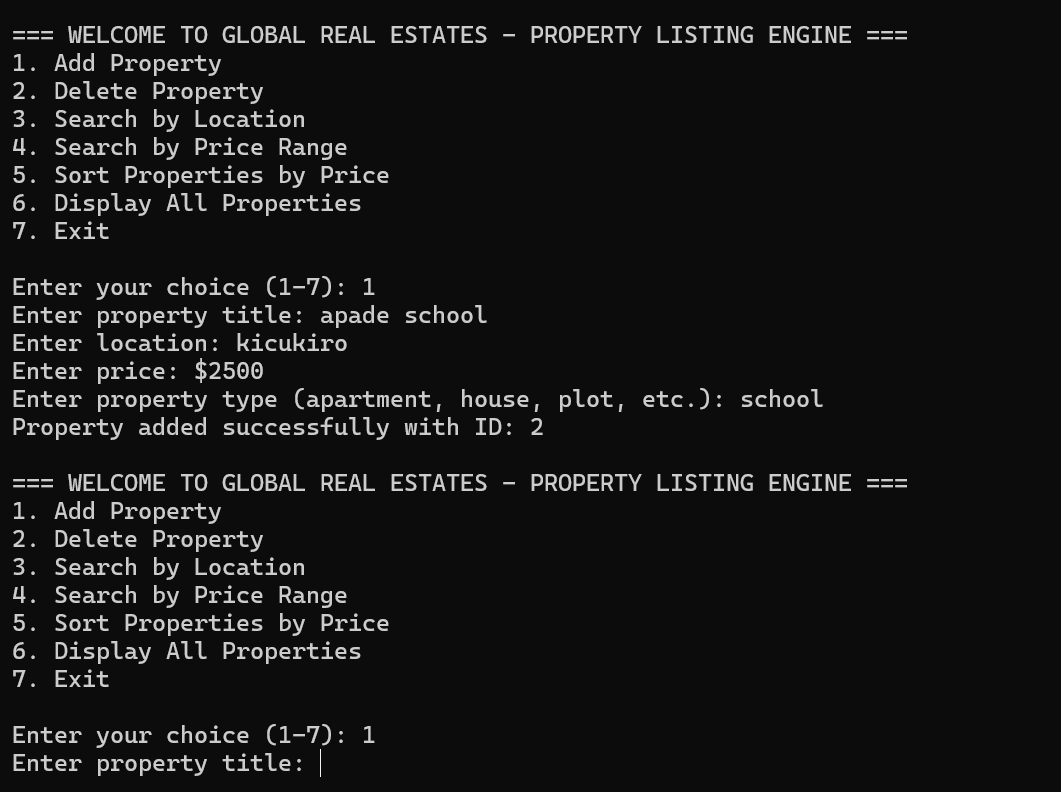 === WELCOME TO GLOBAL REAL ESTATES - PROPERTY LISTING ENGINE ===
1. Add Property
2. Delete Property
3. Search by Location
4. Search by Price Range
5. Sort Properties by Price
6. Display All Properties
7. Exit
Enter your choice (1-7): 1
Enter property title: apade school
Enter location: kicukiro
Enter price: $2500
Enter property type (apartment, house, plot, etc.): school
Property added successfully with ID: 2
=== WELCOME TO GLOBAL REAL ESTATES - PROPERTY LISTING ENGINE ===
1. Add Property
2. Delete Property
3. Search by Location
4. Search by Price Range
5. Sort Properties by Price
6. Display All Properties
7. Exit
Enter your choice (1-7): 1
Enter property title: